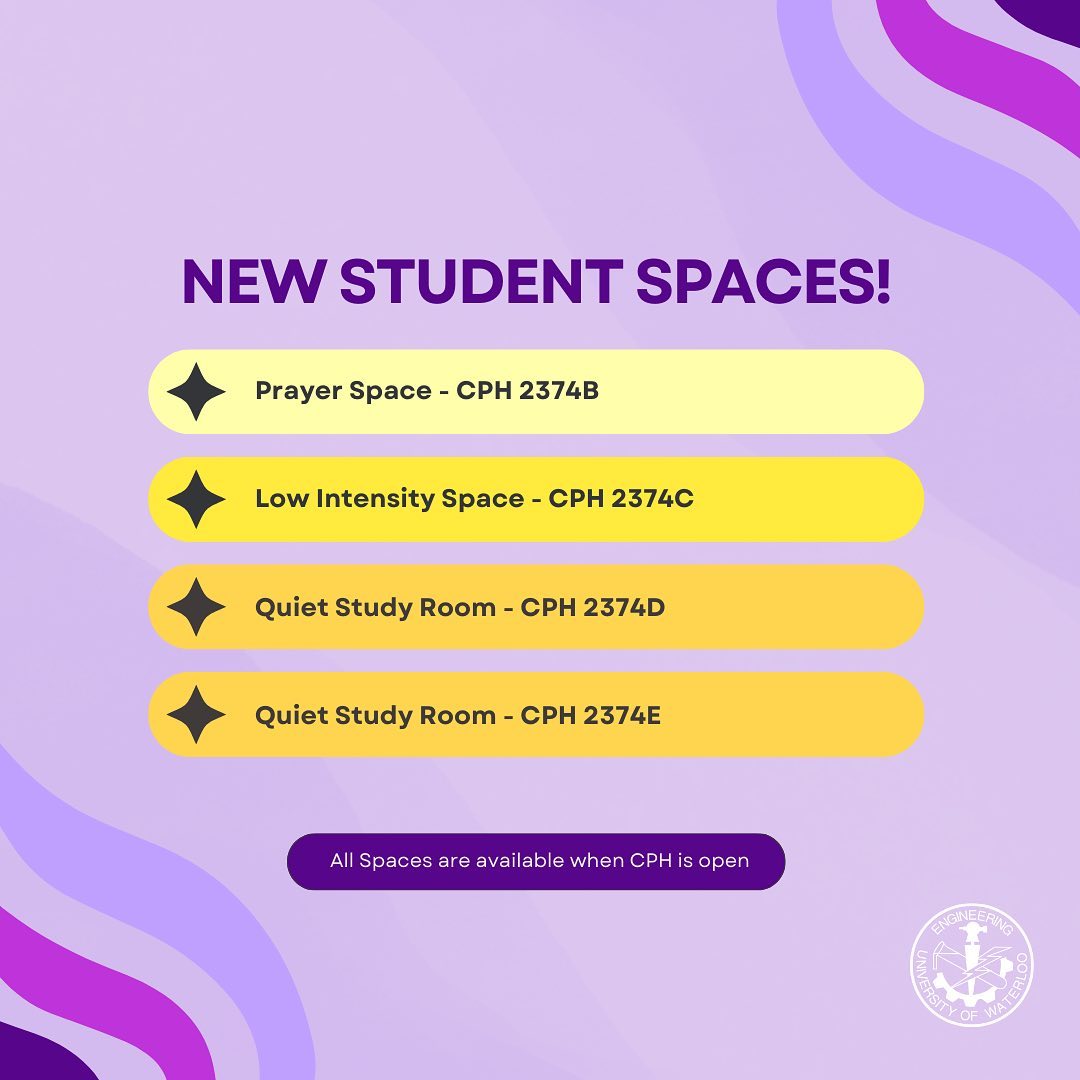 NEW STUDENT SPACES!
Prayer Space - CPH 2374B
Low Intensity Space - CPH 2374C
Quiet Study Room - CPH 2374D
Quiet Study Room - CPH 2374E
All Spaces are available when CPH is open
ENGINEERING
UNIVERSITY OF WATERLOO